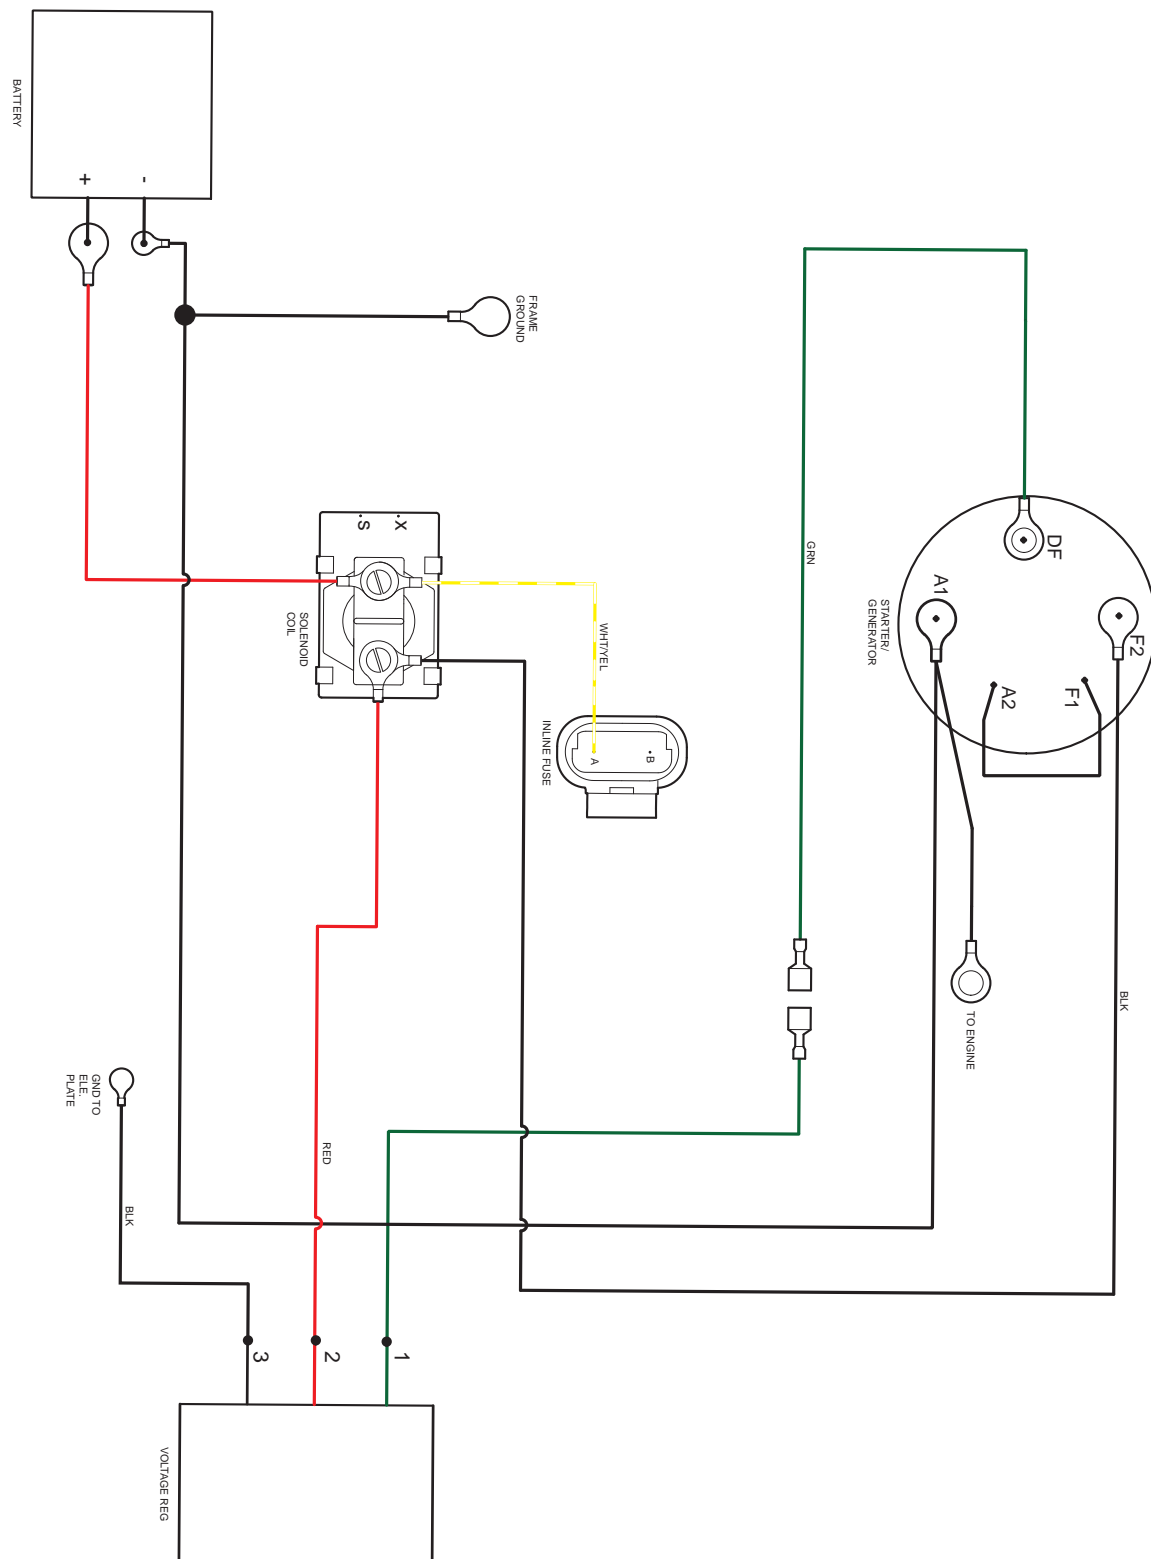 BATTERY
+
-
FRAME
GROUND
S
X
SOLENOID
COIL
WHT/YEL
INLINE FUSE
A
B
GRN
DF
A1
F2
STARTER/
GENERATOR
A2
F1
BLK
TO ENGINE
GND TO
ELE.
PLATE
BLK
RED
3
2
1
VOLTAGE REG